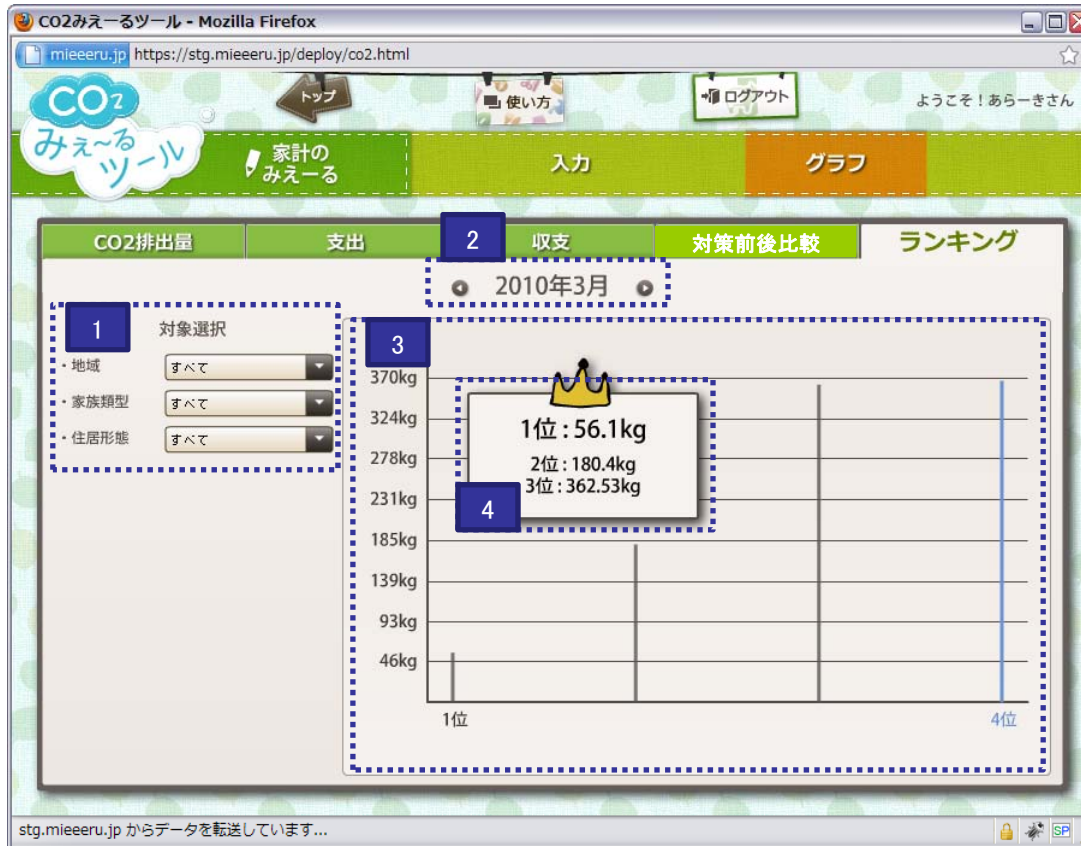 CO2みえーるツール - Mozilla Firefox
mieeeru.jp https://stg.mieeeru.jp/deploy/co2.html
CO2
みえ~る
ツール
トップ
使い方
ログアウト
ようこそ！あらーきさん
家計の
みえーる
入力
グラフ
CO2排出量
支出
2
収支
対策前後比較
ランキング
2010年3月
1
対象選択
・地域
すべて
・家族類型
すべて
・住居形態
すべて
3
370kg
324kg
278kg
231kg
185kg
139kg
93kg
46kg
1位 : 56.1kg
2位 : 180.4kg
3位 : 362.53kg
4
1位
4位
stg.mieeeru.jp からデータを転送しています...
SP